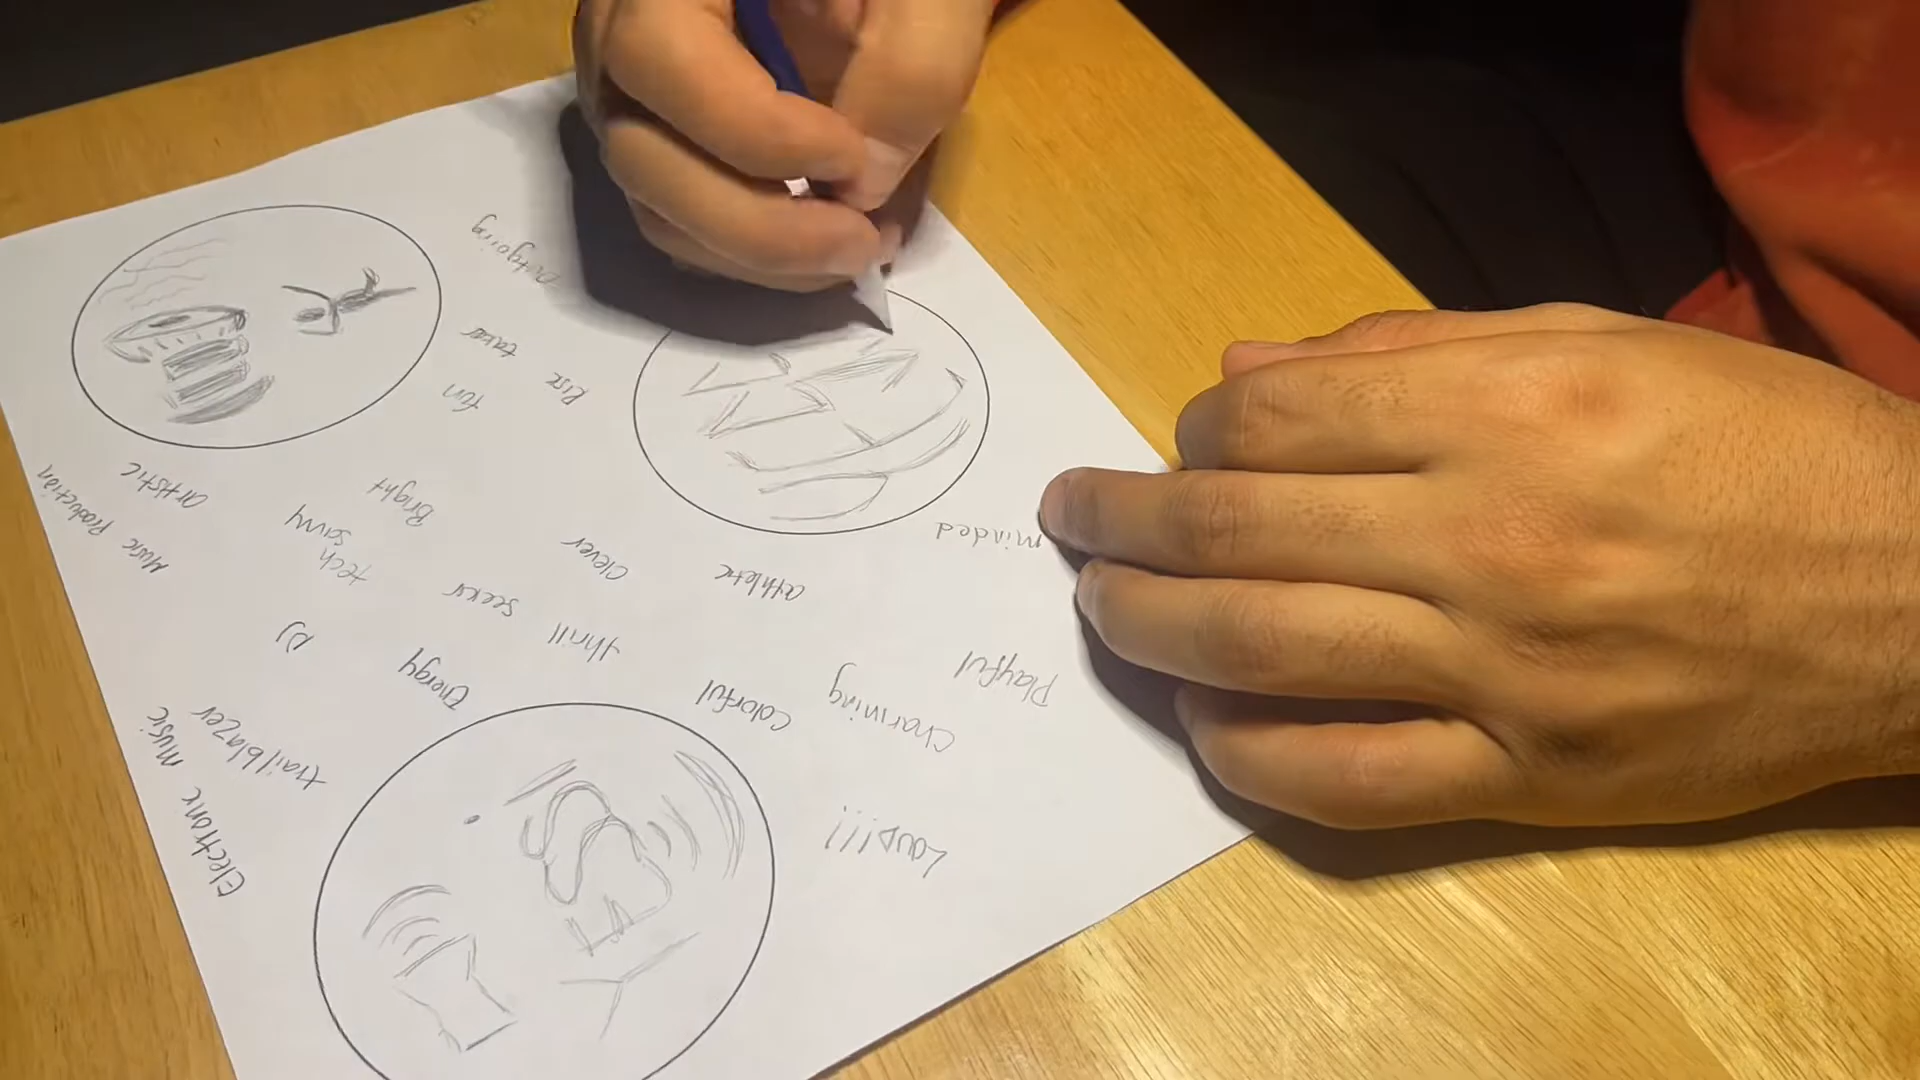 LOUD!!!
Playful
Charming
Colorful
Electronic music
trailblazer
Energy
DJ
thrill
seeker
minded
athletic
Clever
tech
savvy
Music Production
Bright
artistic
Risk
taker
fun
Outgoing